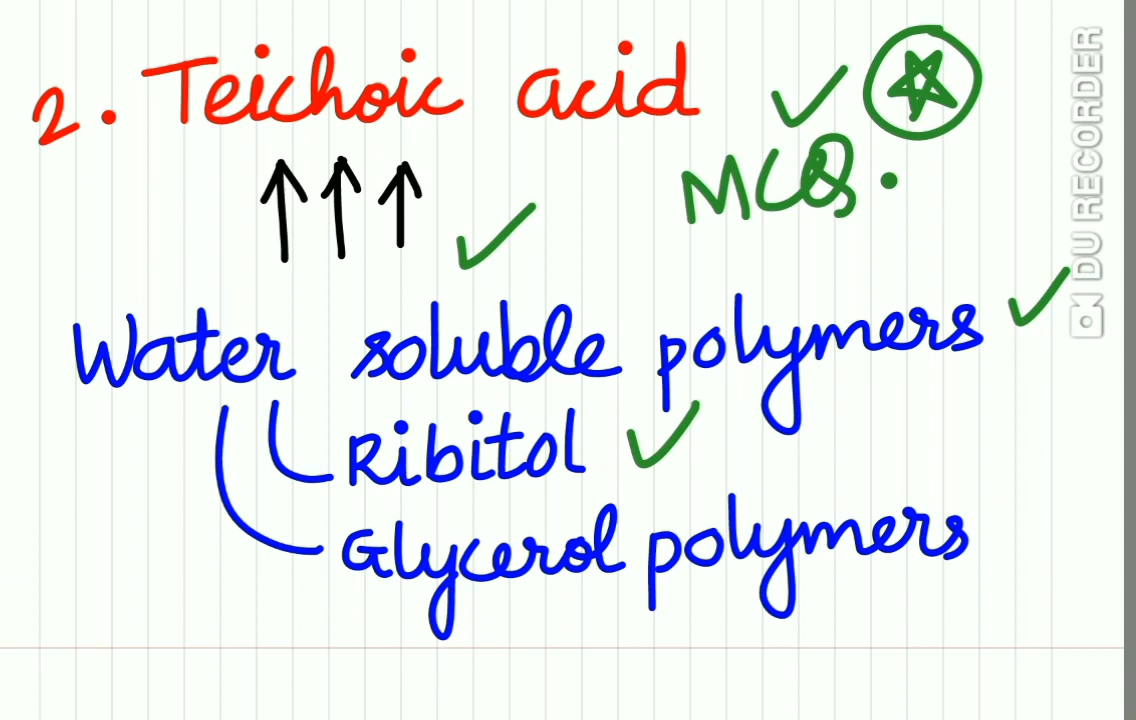 2. Teichoic acid
MCQ.
Water soluble polymers
Ribitol
Glycerol polymers
DU RECORDER